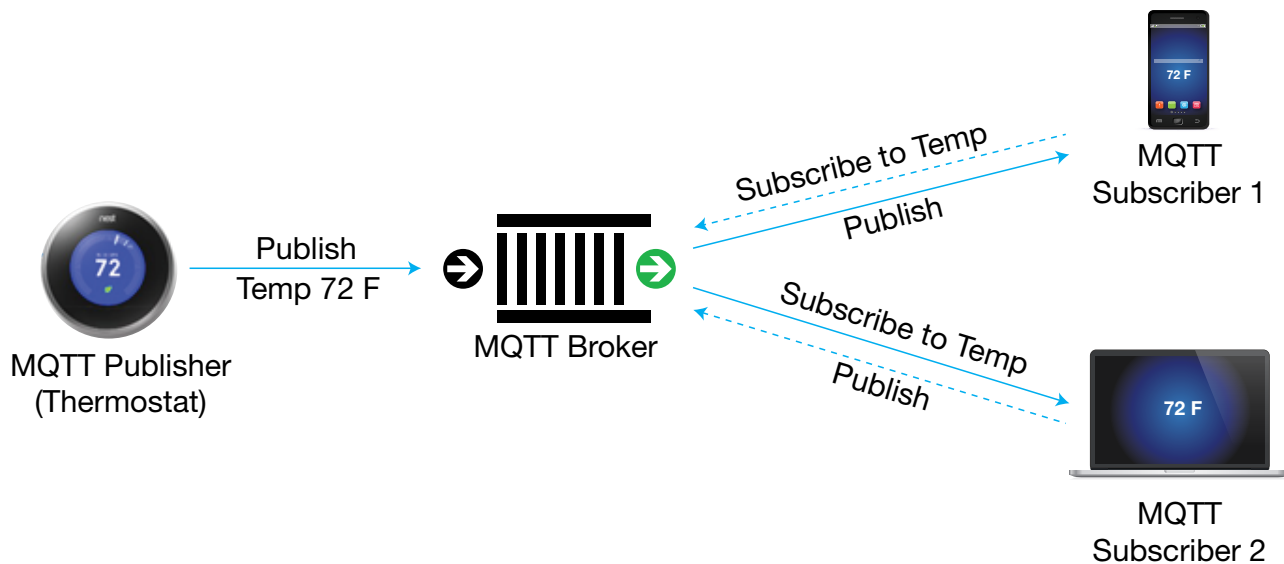 nest
72
MQTT Publisher
(Thermostat)
Publish
Temp 72 F
MQTT Broker
Subscribe to Temp
Publish
72 F
MQTT
Subscriber 1
Subscribe to Temp
Publish
72 F
MQTT
Subscriber 2